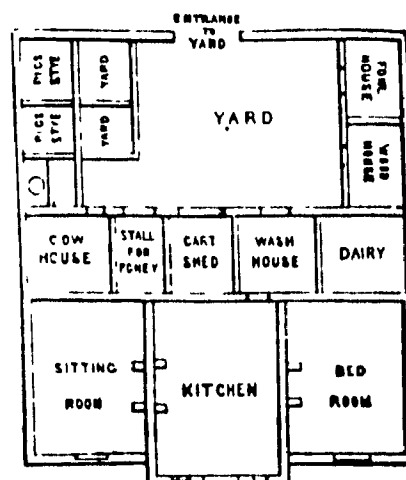 ENTRANCE
TO
YARD
PIGS
STYE
YARD
FOWL
HOUSE
YARD
PIGS
STYE
YARD
WOOD
HOUSE
COW
HOUSE
STALL
FOR
PONEY
CART
SHED
WASH
HOUSE
DAIRY
SITTING
ROOM
KITCHEN
BED
ROOM